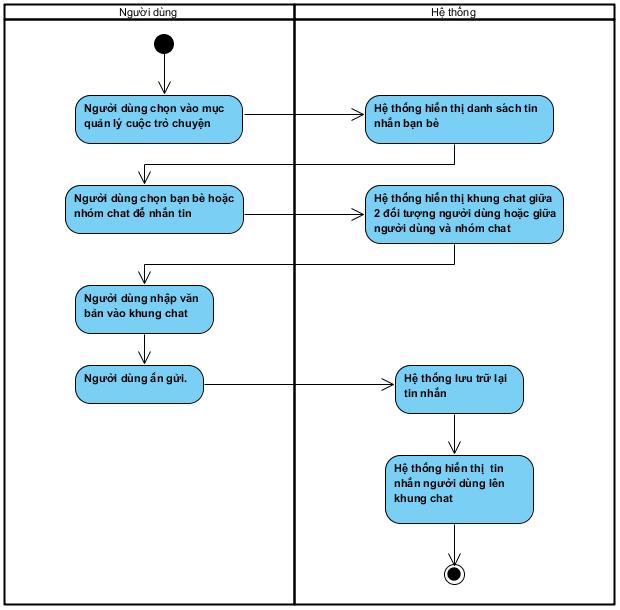 Người dùng
Hệ thống
Người dùng chọn vào mục
quản lý cuộc trò chuyện
Hệ thống hiển thị danh sách tin
nhắn bạn bè
Người dùng chọn bạn bè hoặc
nhóm chat để nhắn tin
Hệ thống hiển thị khung chat giữa
2 đối tượng người dùng hoặc giữa
người dùng và nhóm chat
Người dùng nhập văn
bản vào khung chat
Người dùng ấn gửi.
Hệ thống lưu trữ lại
tin nhắn
Hệ thống hiển thị tin
nhắn người dùng lên
khung chat